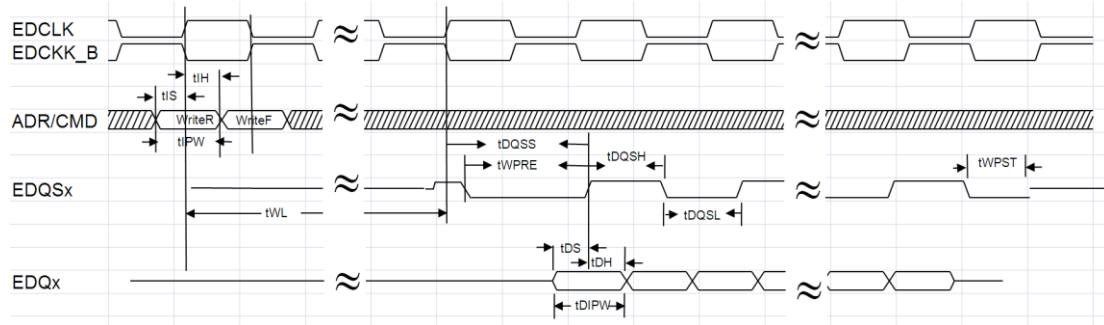 EDCLK
EDCKK_B
tIH
tIS
ADR/CMD WriteR WriteF
tIPW
tDQSS
tWPRE tDQSH tWPST
EDQSx
tWL tDQSL
tDS
tDH
EDQx
tDIPW